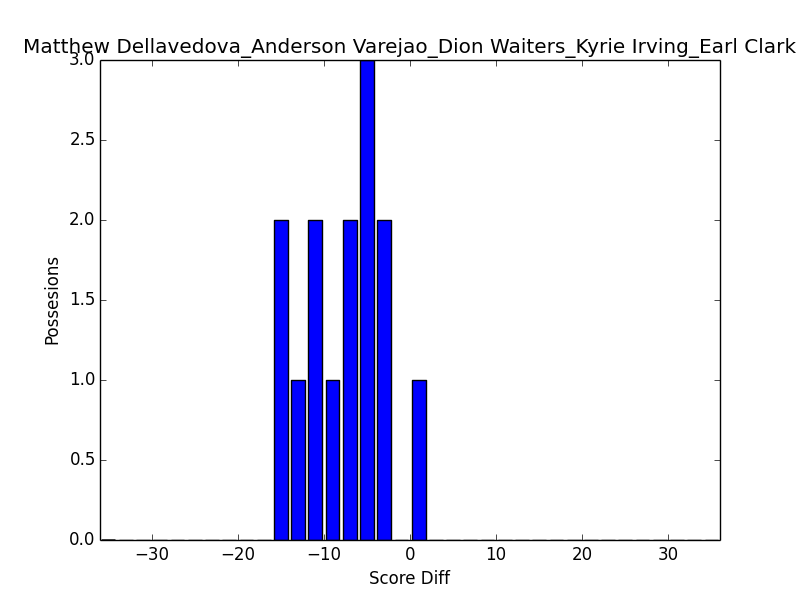 Matthew Dellavedova_Anderson Varejao_Dion Waiters_Kyrie Irving_Earl Clark
3.0
2.5
2.0
1.5
1.0
0.5
0.0
Possesions
−30 −20 −10 0 10 20 30
Score Diff